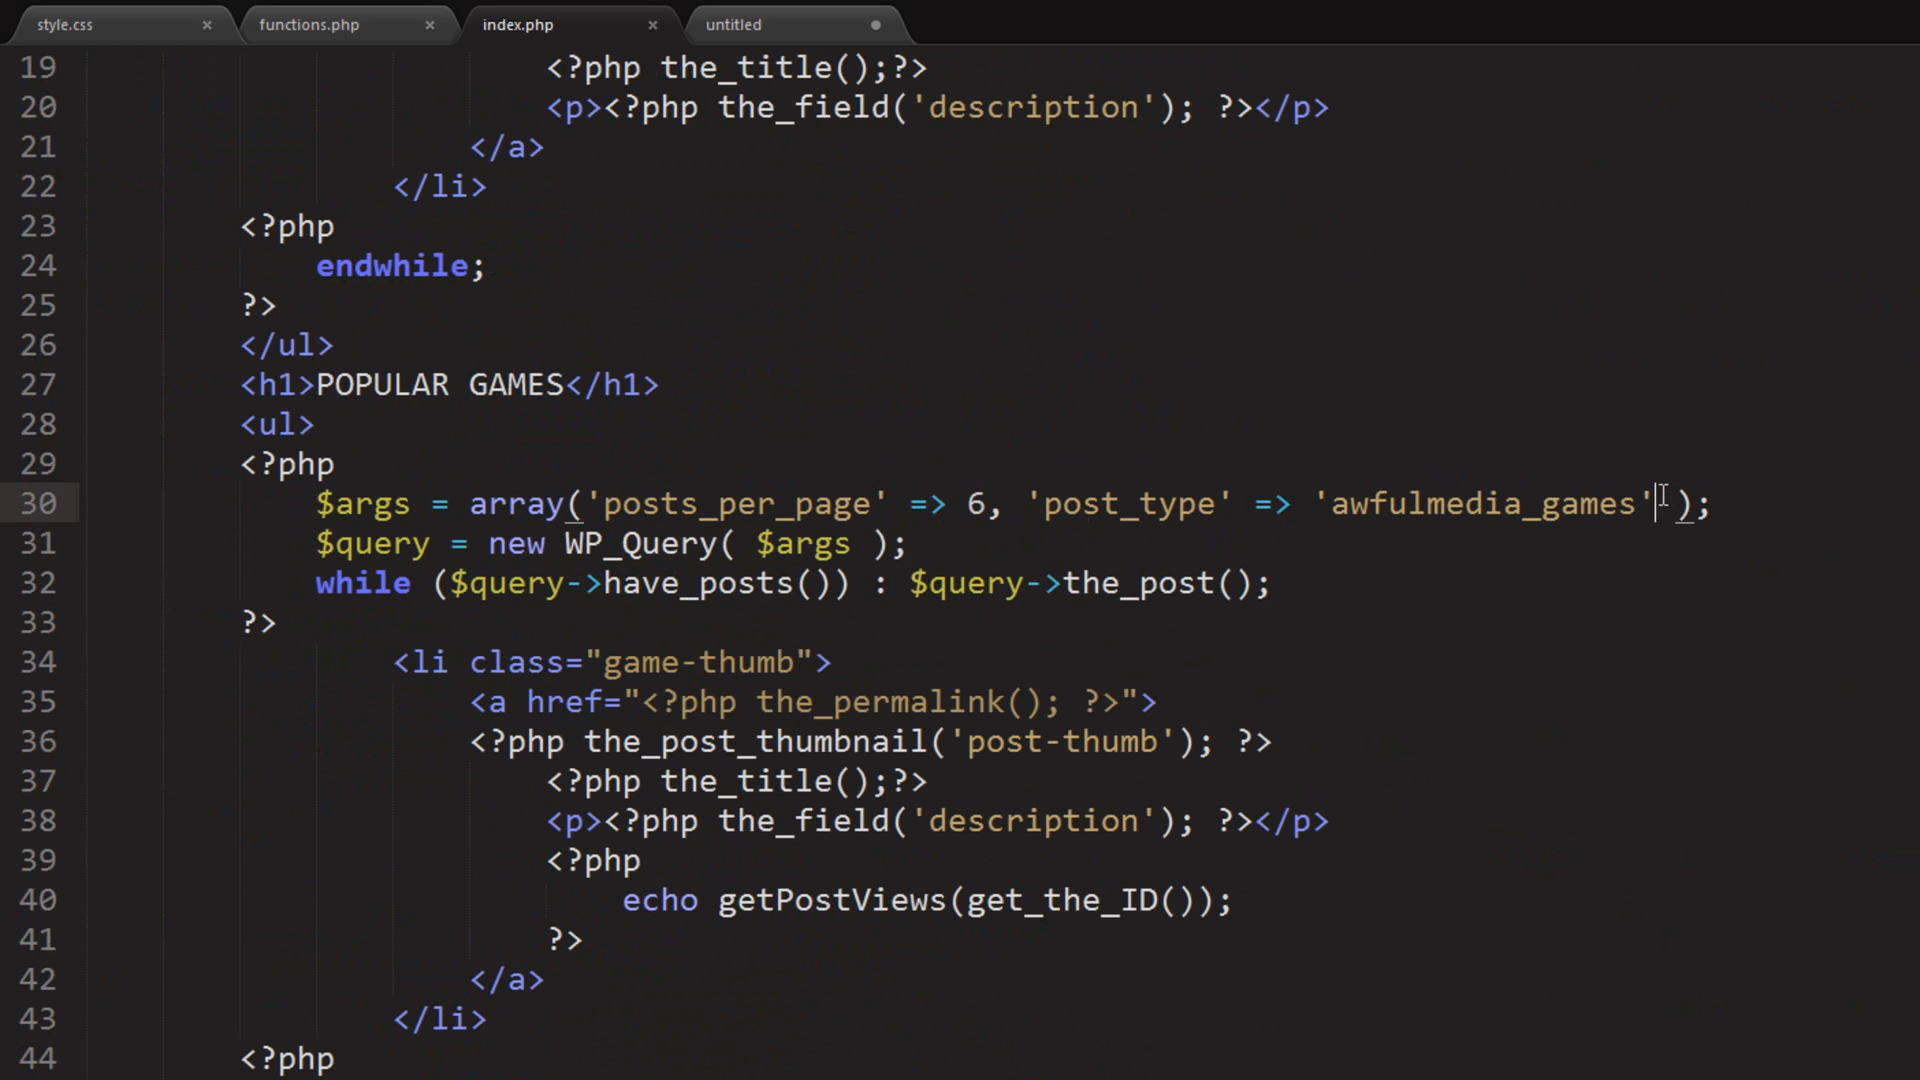 style.css × functions.php × index.php × untitled
19 <?php the_title();?>
20 <p><?php the_field('description'); ?></p>
21 </a>
22 </li>
23 <?php
24 endwhile;
25 ?>
26 </ul>
27 <h1>POPULAR GAMES</h1>
28 <ul>
29 <?php
30 $args = array('posts_per_page' => 6, 'post_type' => 'awfulmedia_games' );
31 $query = new WP_Query( $args );
32 while ($query->have_posts()) : $query->the_post();
33 ?>
34 <li class="game-thumb">
35 <a href="<?php the_permalink(); ?>">
36 <?php the_post_thumbnail('post-thumb'); ?>
37 <?php the_title();?>
38 <p><?php the_field('description'); ?></p>
39 <?php
40 echo getPostViews(get_the_ID());
41 ?>
42 </a>
43 </li>
44 <?php